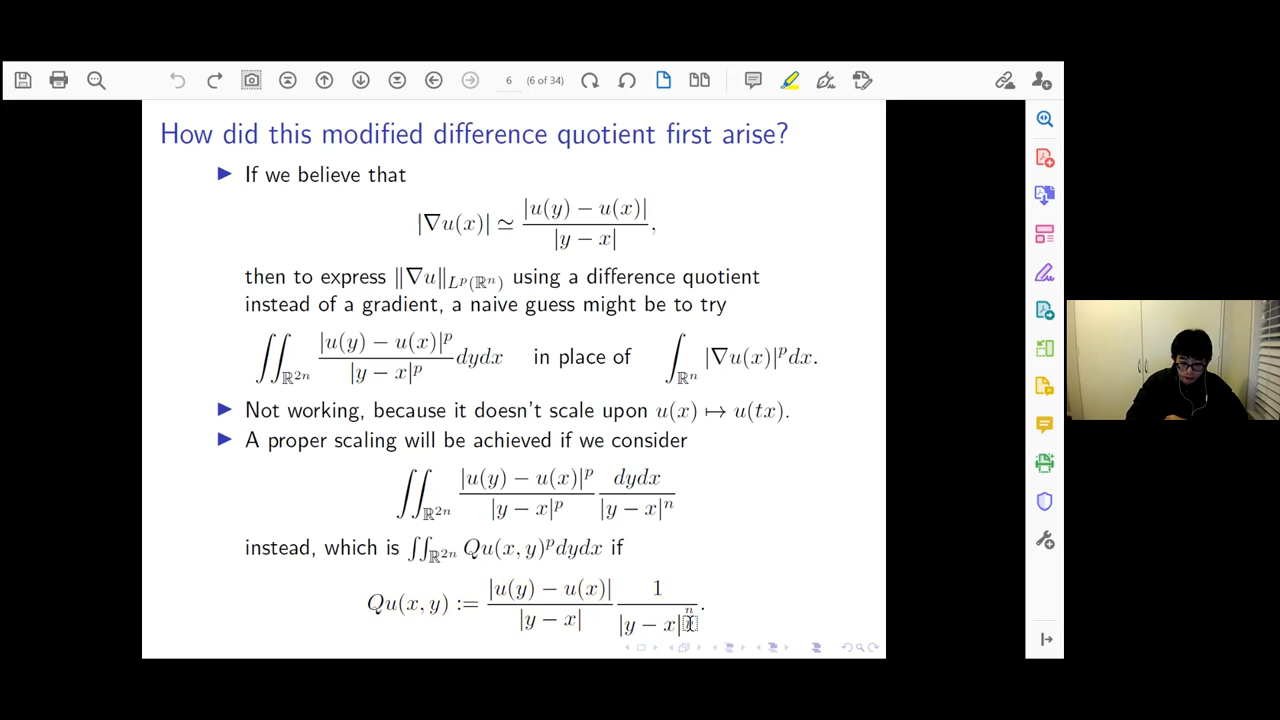 6 (6 of 34)
How did this modified difference quotient first arise?
▶ If we believe that
|∇u(x)| ≃ |u(y) − u(x)| / |y − x|,
then to express ‖∇u‖_{L^p(ℝ^n)} using a difference quotient
instead of a gradient, a naive guess might be to try
∬_{ℝ^{2n}} |u(y) − u(x)|^p / |y − x|^p dydx in place of ∫_{ℝ^n} |∇u(x)|^p dx.
▶ Not working, because it doesn't scale upon u(x) ↦ u(tx).
▶ A proper scaling will be achieved if we consider
∬_{ℝ^{2n}} |u(y) − u(x)|^p / |y − x|^p dydx / |y − x|^n
instead, which is ∬_{ℝ^{2n}} Qu(x, y)^p dydx if
Qu(x, y) := |u(y) − u(x)| / |y − x| 1 / |y − x|^n .